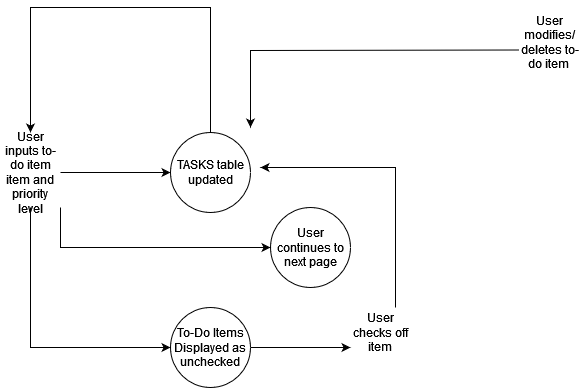 User
modifies/
deletes to-
do item
User
inputs to-
do item
item and
priority
level
TASKS table
updated
User
continues to
next page
To-Do Items
Displayed as
unchecked
User
checks off
item